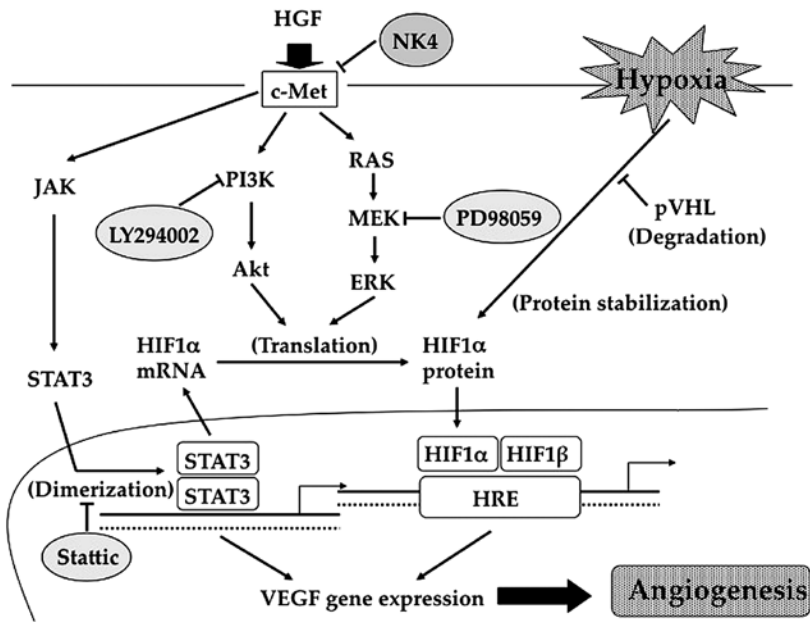 HGF
NK4
c-Met
Hypoxia
JAK
PI3K
RAS
LY294002
MEK
PD98059
pVHL
(Degradation)
Akt
ERK
(Protein stabilization)
HIF1α
mRNA
(Translation)
HIF1α
protein
STAT3
STAT3
STAT3
(Dimerization)
HIF1α
HIF1β
HRE
Stattic
VEGF gene expression
Angiogenesis